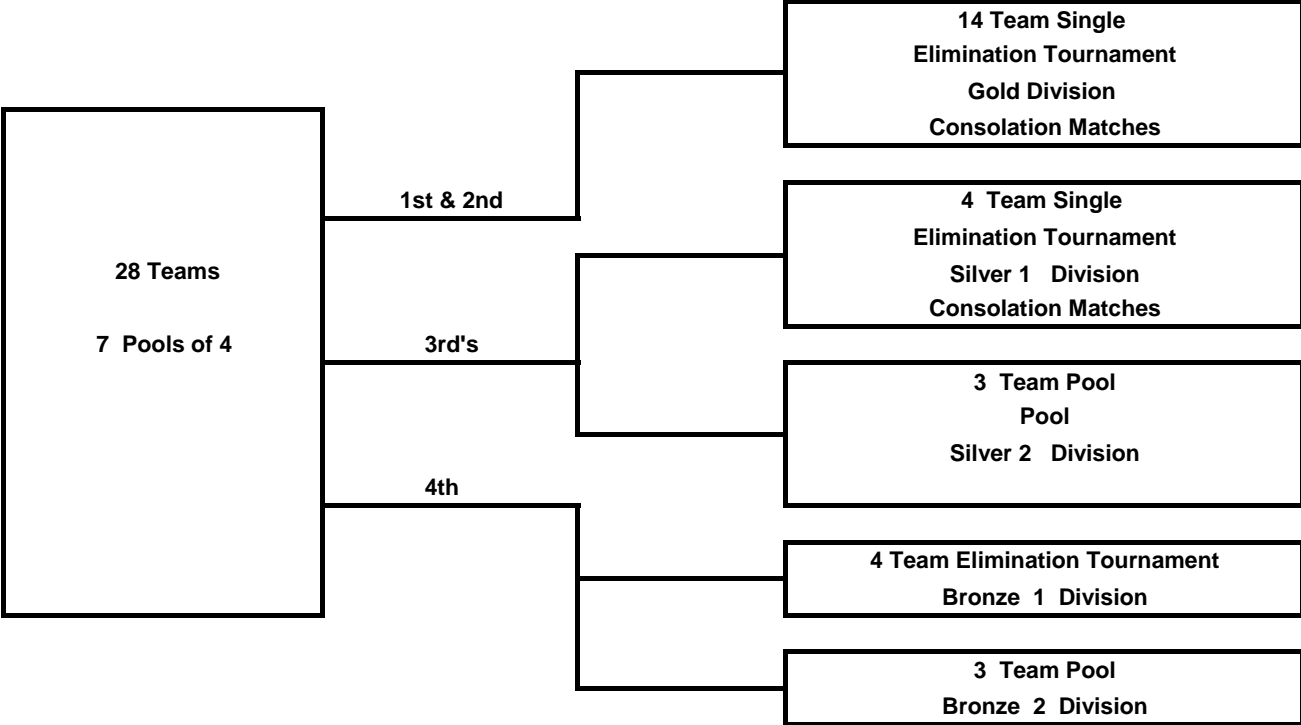 28 Teams
7 Pools of 4
1st & 2nd
3rd's
4th
14 Team Single
Elimination Tournament
Gold Division
Consolation Matches
4 Team Single
Elimination Tournament
Silver 1 Division
Consolation Matches
3 Team Pool
Pool
Silver 2 Division
4 Team Elimination Tournament
Bronze 1 Division
3 Team Pool
Bronze 2 Division